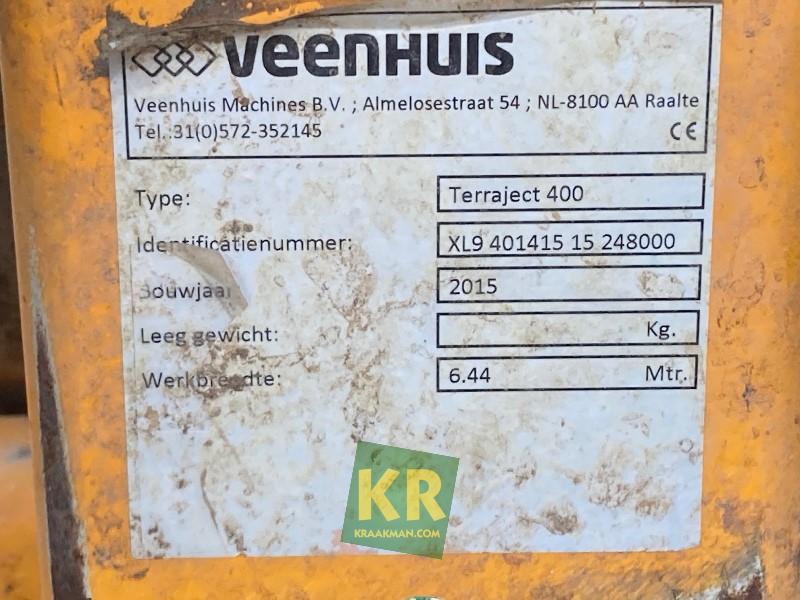 veenhuis
Veenhuis Machines B.V. ; Almelosestraat 54 ; NL-8100 AA Raalte
Tel.:31(0)572-352145 CE
Type: Terraject 400
Identificatienummer: XL9 401415 15 248000
Bouwjaar 2015
Leeg gewicht: Kg.
Werkbreedte: 6.44 Mtr.
KR
KRAAKMAN.COM